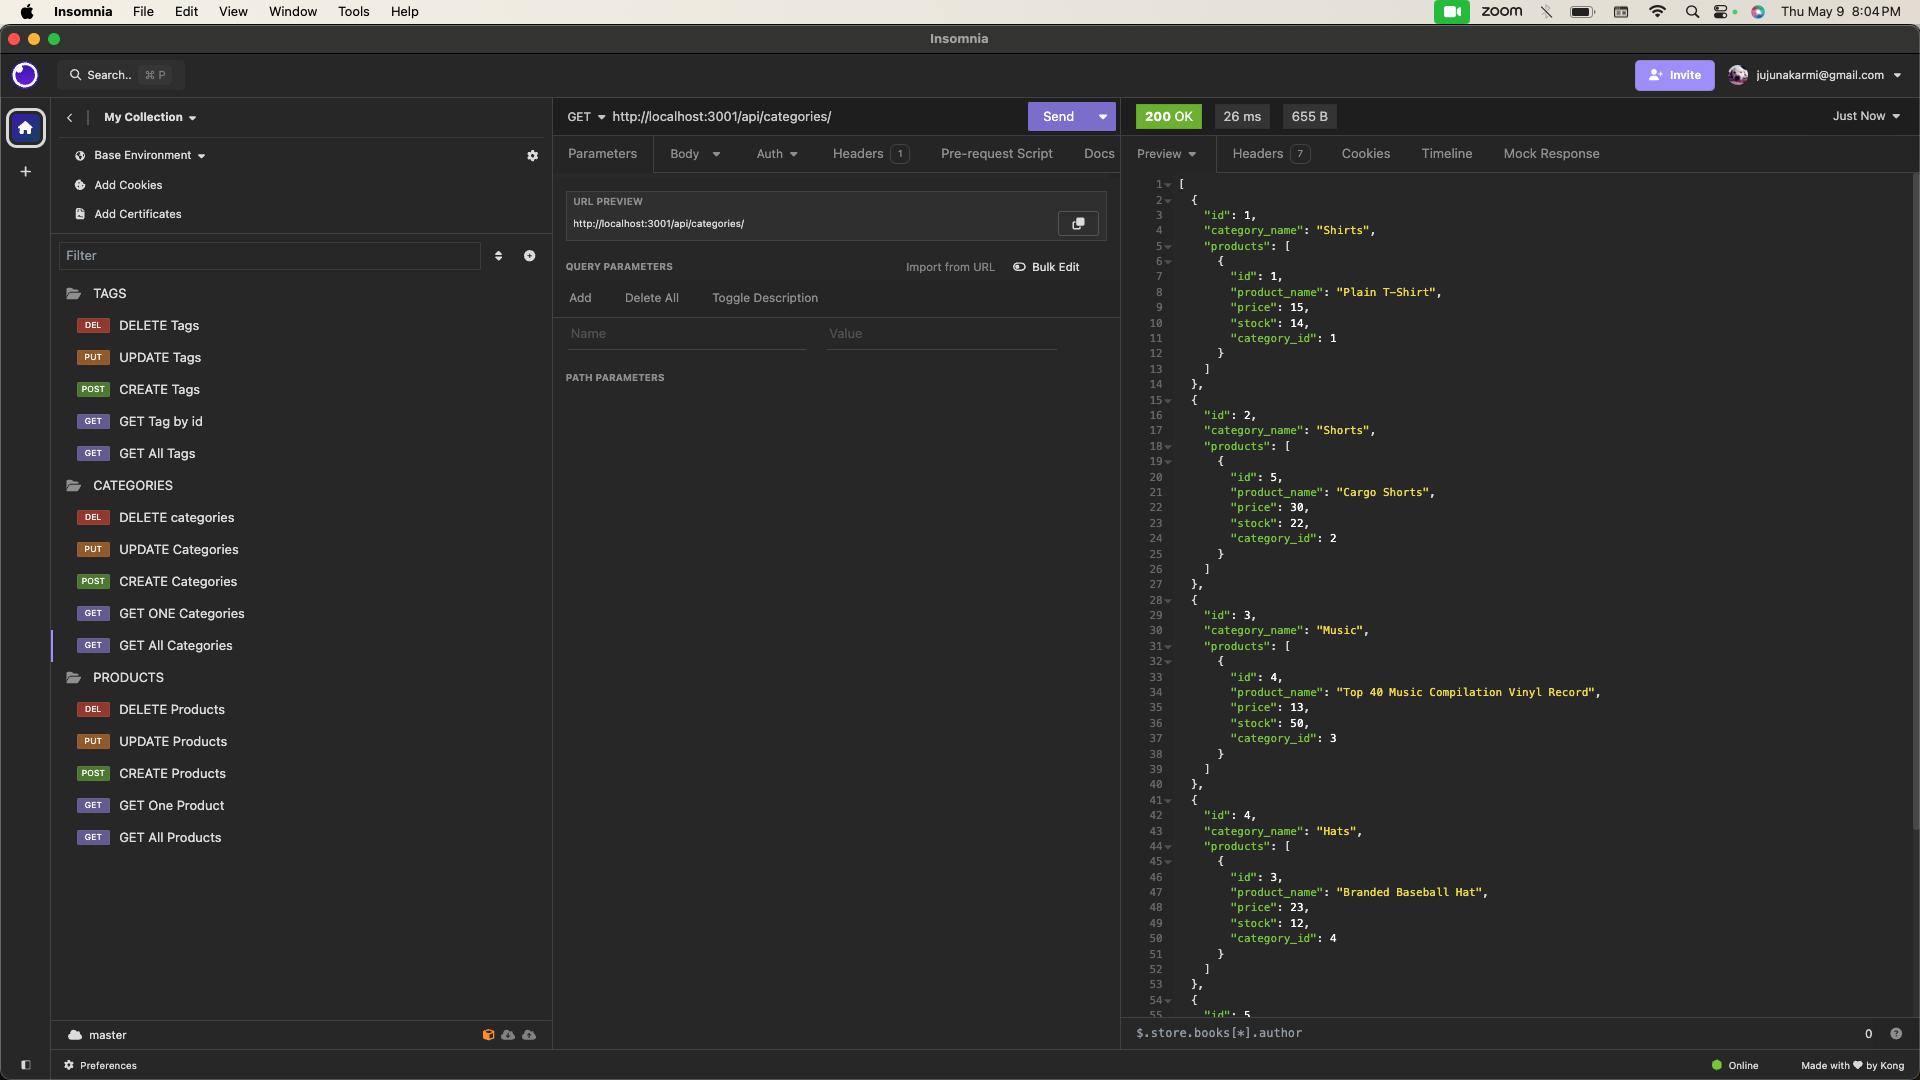 Insomnia File Edit View Window Tools Help
zoom Thu May 9 8:04 PM
Insomnia
Search.. ⌘ P
Invite jujunakarmi@gmail.com
My Collection
Base Environment
Add Cookies
Add Certificates
Filter
TAGS
DEL DELETE Tags
PUT UPDATE Tags
POST CREATE Tags
GET GET Tag by id
GET GET All Tags
CATEGORIES
DEL DELETE categories
PUT UPDATE Categories
POST CREATE Categories
GET GET ONE Categories
GET GET All Categories
PRODUCTS
DEL DELETE Products
PUT UPDATE Products
POST CREATE Products
GET GET One Product
GET GET All Products
master
Preferences
GET http://localhost:3001/api/categories/ Send
Parameters Body Auth Headers 1 Pre-request Script Docs
URL PREVIEW
http://localhost:3001/api/categories/
QUERY PARAMETERS Import from URL Bulk Edit
Add Delete All Toggle Description
Name Value
PATH PARAMETERS
200 OK 26 ms 655 B Just Now
Preview Headers 7 Cookies Timeline Mock Response
1 [
2 {
3 "id": 1,
4 "category_name": "Shirts",
5 "products": [
6 {
7 "id": 1,
8 "product_name": "Plain T-Shirt",
9 "price": 15,
10 "stock": 14,
11 "category_id": 1
12 }
13 ]
14 },
15 {
16 "id": 2,
17 "category_name": "Shorts",
18 "products": [
19 {
20 "id": 5,
21 "product_name": "Cargo Shorts",
22 "price": 30,
23 "stock": 22,
24 "category_id": 2
25 }
26 ]
27 },
28 {
29 "id": 3,
30 "category_name": "Music",
31 "products": [
32 {
33 "id": 4,
34 "product_name": "Top 40 Music Compilation Vinyl Record",
35 "price": 13,
36 "stock": 50,
37 "category_id": 3
38 }
39 ]
40 },
41 {
42 "id": 4,
43 "category_name": "Hats",
44 "products": [
45 {
46 "id": 3,
47 "product_name": "Branded Baseball Hat",
48 "price": 23,
49 "stock": 12,
50 "category_id": 4
51 }
52 ]
53 },
54 {
55 "id": 5
$.store.books[*].author 0
Online Made with ♥ by Kong